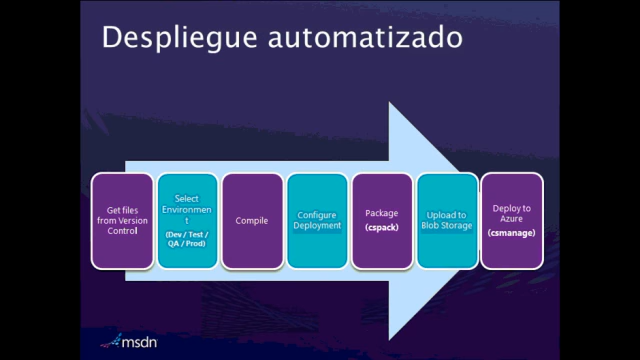 Despliegue automatizado
Get files
from Version
Control
Select
Environmen
t
(Dev / Test /
QA / Prod)
Compile
Configure
Deployment
Package
(cspack)
Upload to
Blob Storage
Deploy to
Azure
(csmanage)
msdn